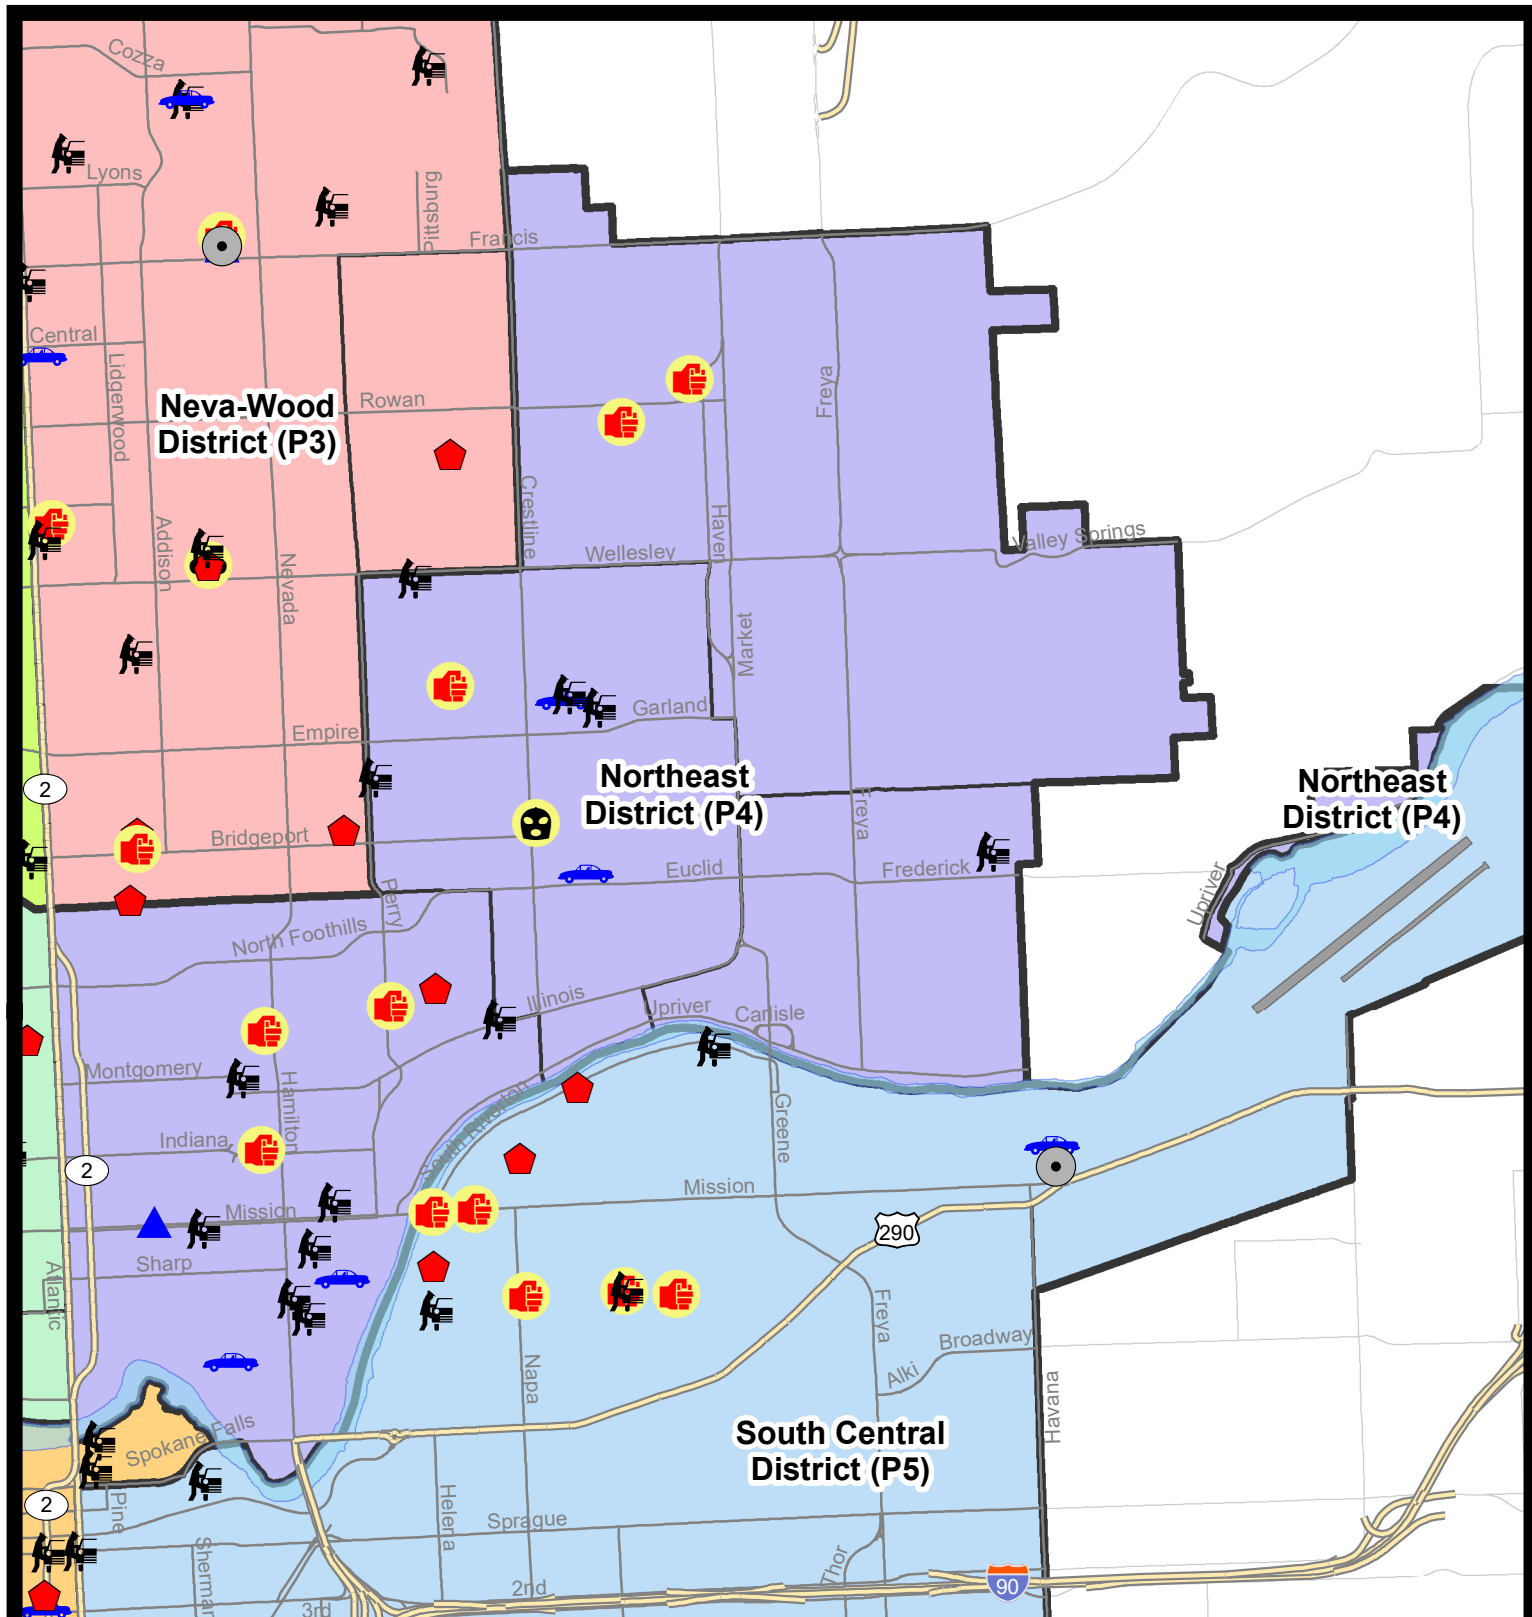 Cozza
Lyons
Pittsburg
Francis
Central
Lidgerwood
Neva-Wood
District (P3)
Rowan
Freya
Crestline
Haven
Addison
Nevada
Wellesley
Valley Springs
Market
Garland
Empire
Northeast
District (P4)
Northeast
District (P4)
2
Bridgeport
Freya
Euclid
Frederick
Perry
Upriver
North Foothills
Illinois
Upriver
Carlisle
Montgomery
Hamilton
South Riverton
Greene
Indiana
2
Mission
Mission
290
Sharp
Atlantic
Freya
Broadway
Alki
Napa
Havana
Spokane Falls
South Central
District (P5)
2
Pine
Helena
Sprague
Sherman
Thor
2nd
90
3rd